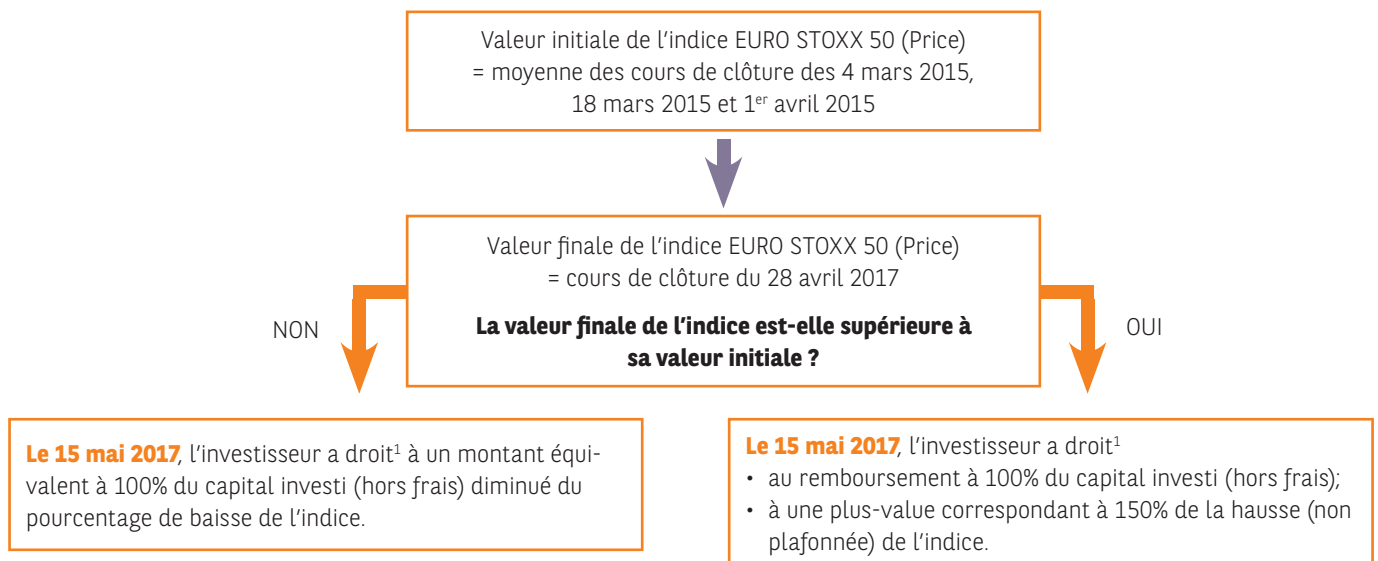 Valeur initiale de l'indice EURO STOXX 50 (Price)
= moyenne des cours de clôture des 4 mars 2015,
18 mars 2015 et 1er avril 2015
Valeur finale de l'indice EURO STOXX 50 (Price)
= cours de clôture du 28 avril 2017
La valeur finale de l'indice est-elle supérieure à
sa valeur initiale ?
NON
OUI
Le 15 mai 2017, l'investisseur a droit¹ à un montant équi-
valent à 100% du capital investi (hors frais) diminué du
pourcentage de baisse de l'indice.
Le 15 mai 2017, l'investisseur a droit¹
• au remboursement à 100% du capital investi (hors frais);
• à une plus-value correspondant à 150% de la hausse (non
plafonnée) de l'indice.